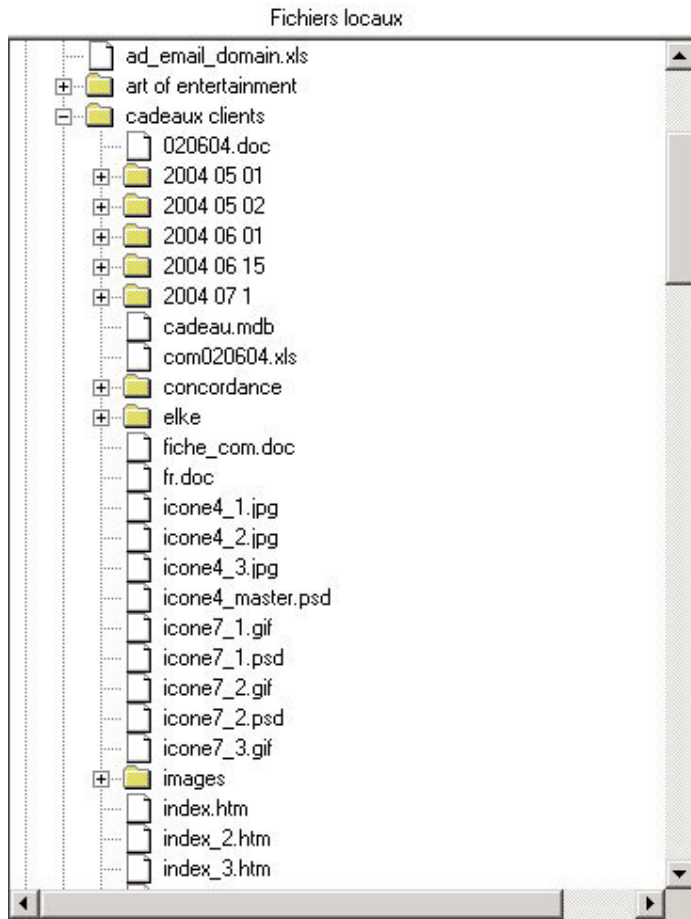 Fichiers locaux
ad_email_domain.xls
art of entertainment
cadeaux clients
020604.doc
2004 05 01
2004 05 02
2004 06 01
2004 06 15
2004 07 1
cadeau.mdb
com020604.xls
concordance
elke
fiche_com.doc
fr.doc
icone4_1.jpg
icone4_2.jpg
icone4_3.jpg
icone4_master.psd
icone7_1.gif
icone7_1.psd
icone7_2.gif
icone7_2.psd
icone7_3.gif
images
index.htm
index_2.htm
index_3.htm